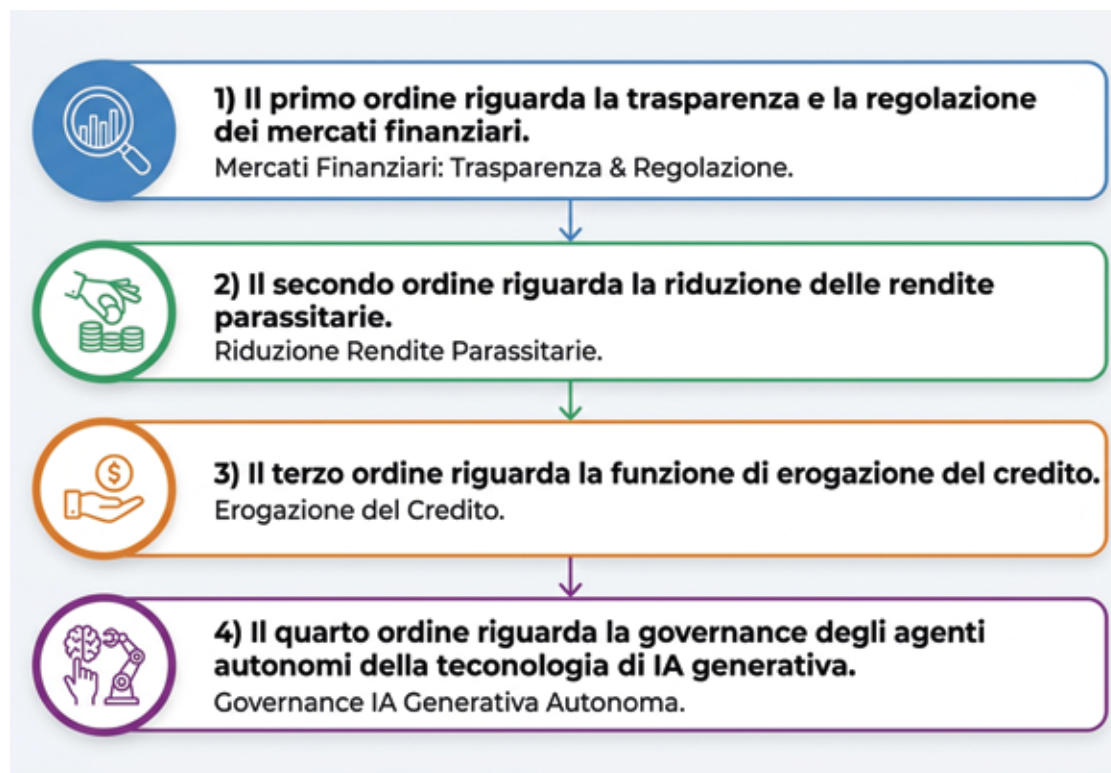 1) Il primo ordine riguarda la trasparenza e la regolazione
dei mercati finanziari.
Mercati Finanziari: Trasparenza & Regolazione.
2) Il secondo ordine riguarda la riduzione delle rendite
parassitarie.
Riduzione Rendite Parassitarie.
$
3) Il terzo ordine riguarda la funzione di erogazione del credito.
Erogazione del Credito.
4) Il quarto ordine riguarda la governance degli agenti
autonomi della teconologia di IA generativa.
Governance IA Generativa Autonoma.